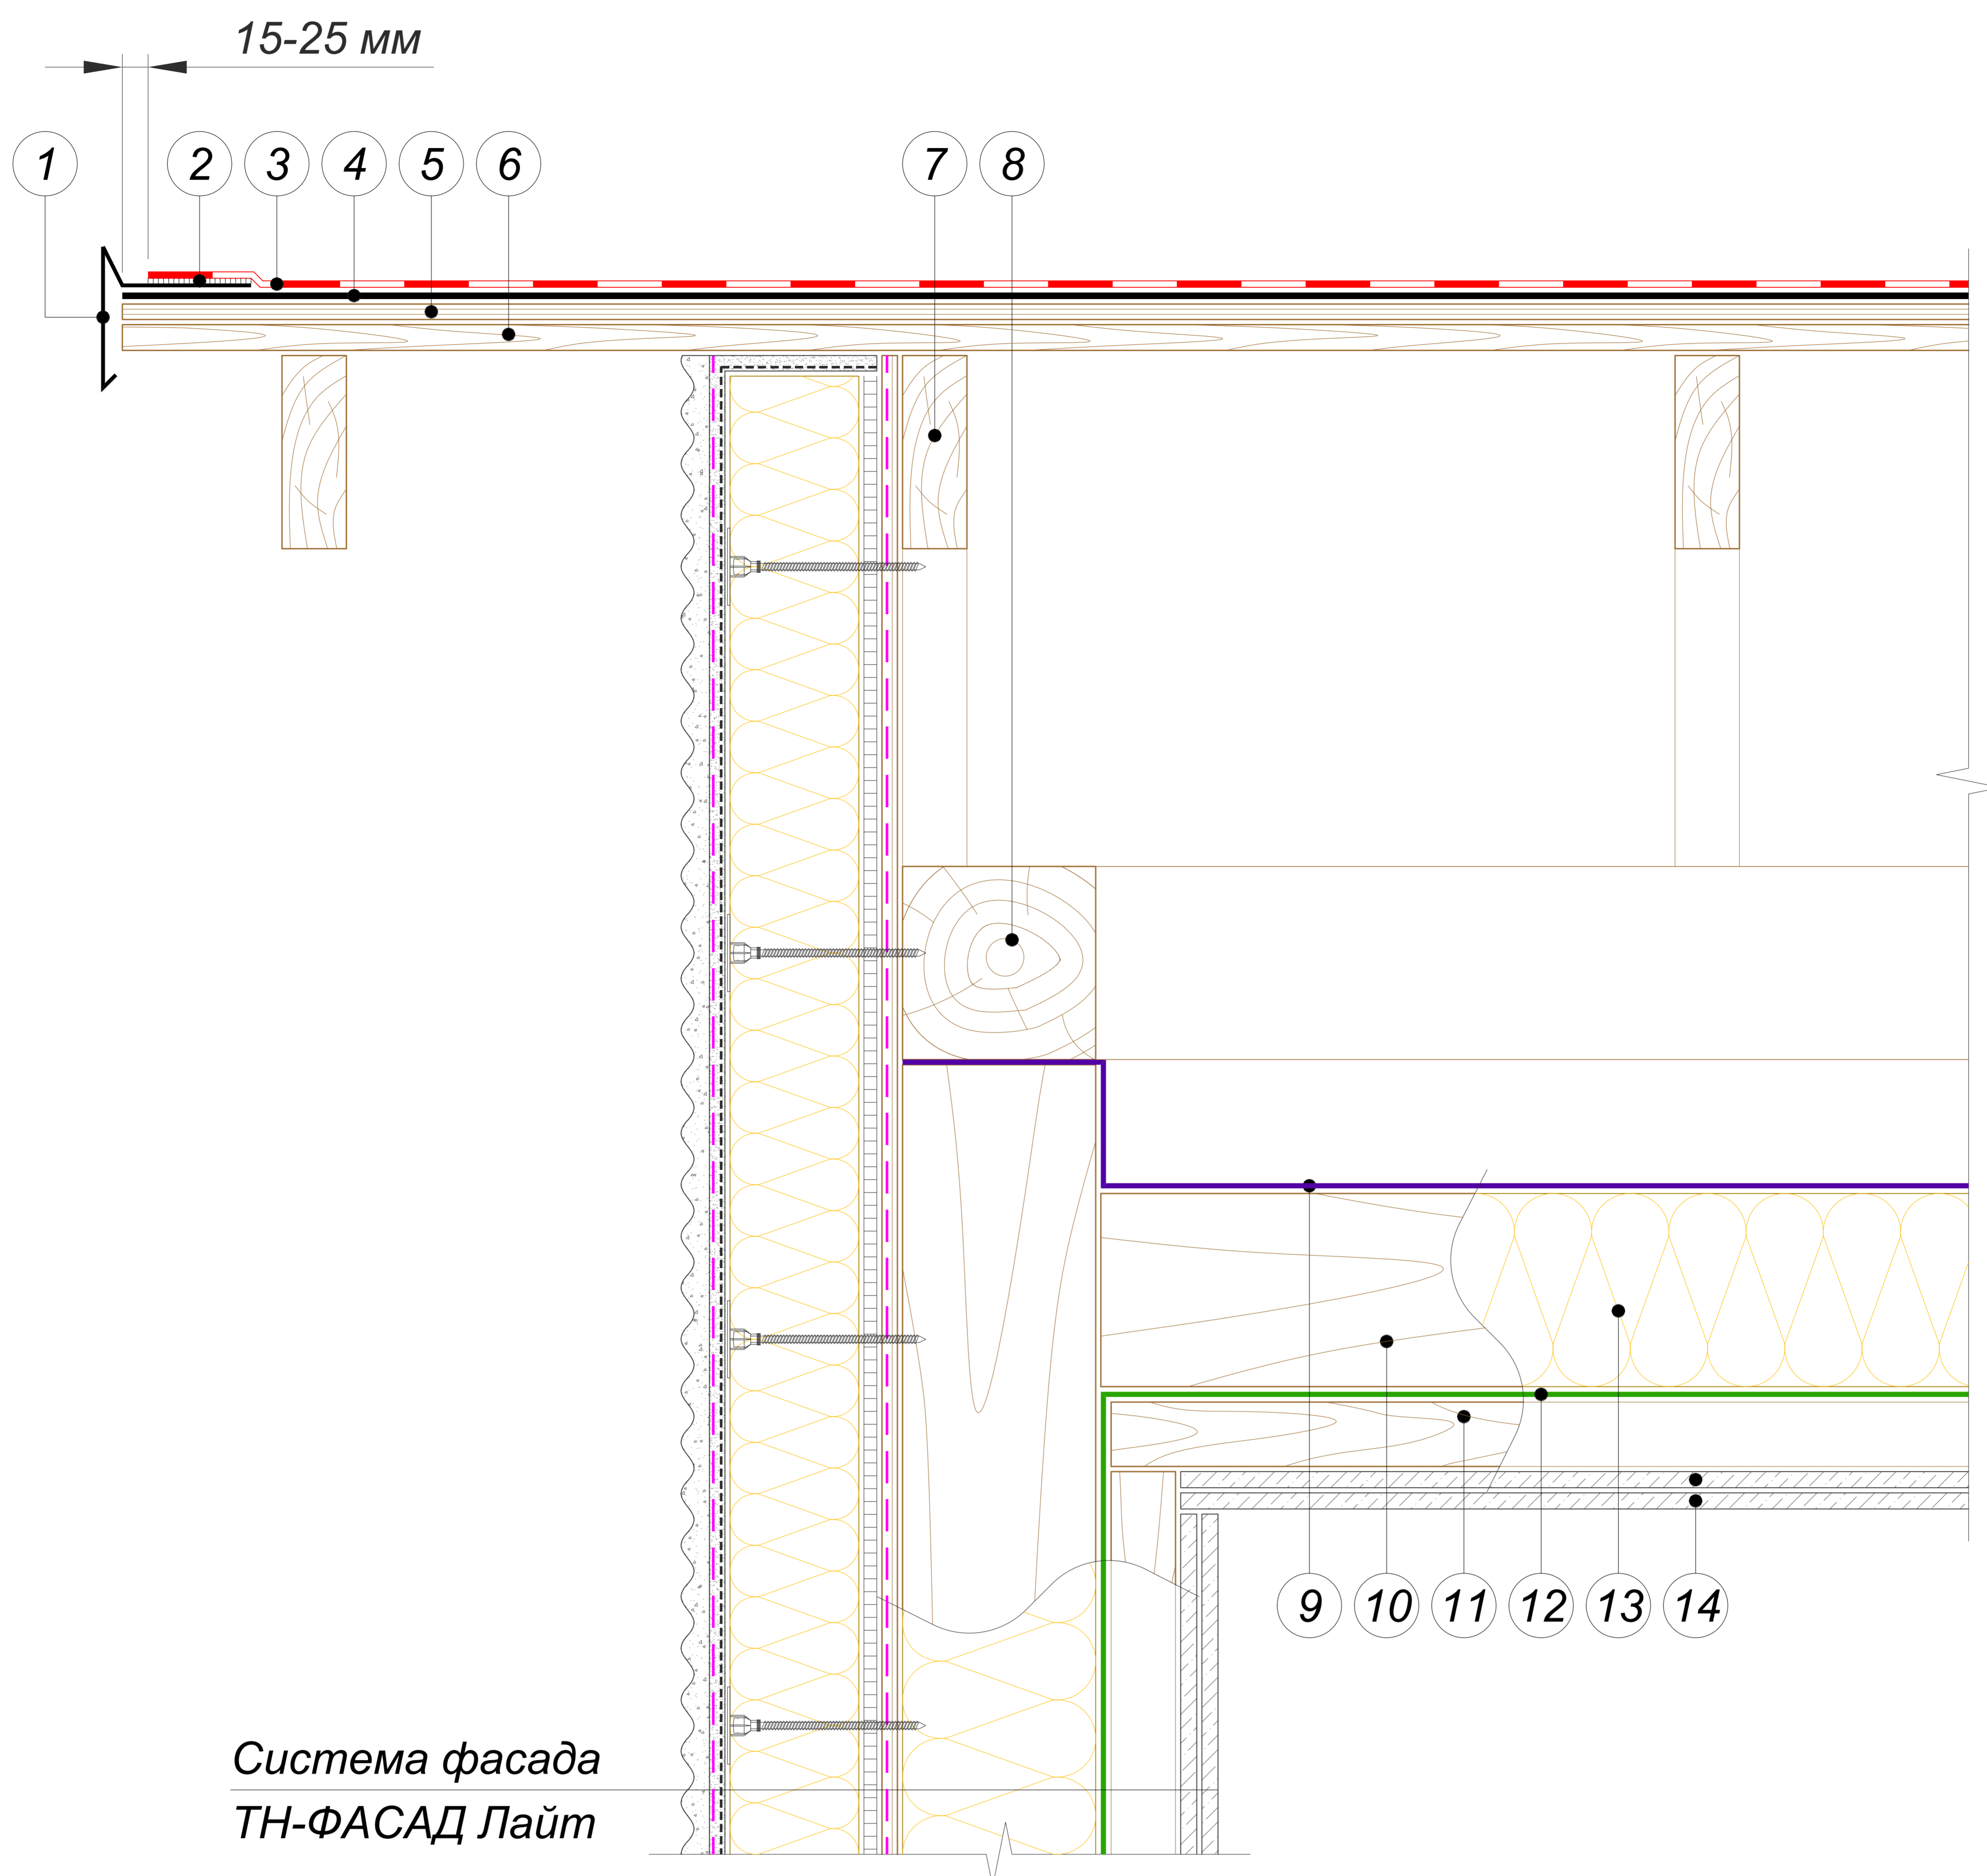 15-25 мм
1 2 3 4 5 6 7 8
9 10 11 12 13 14
Система фасада
ТН-ФАСАД Лайт